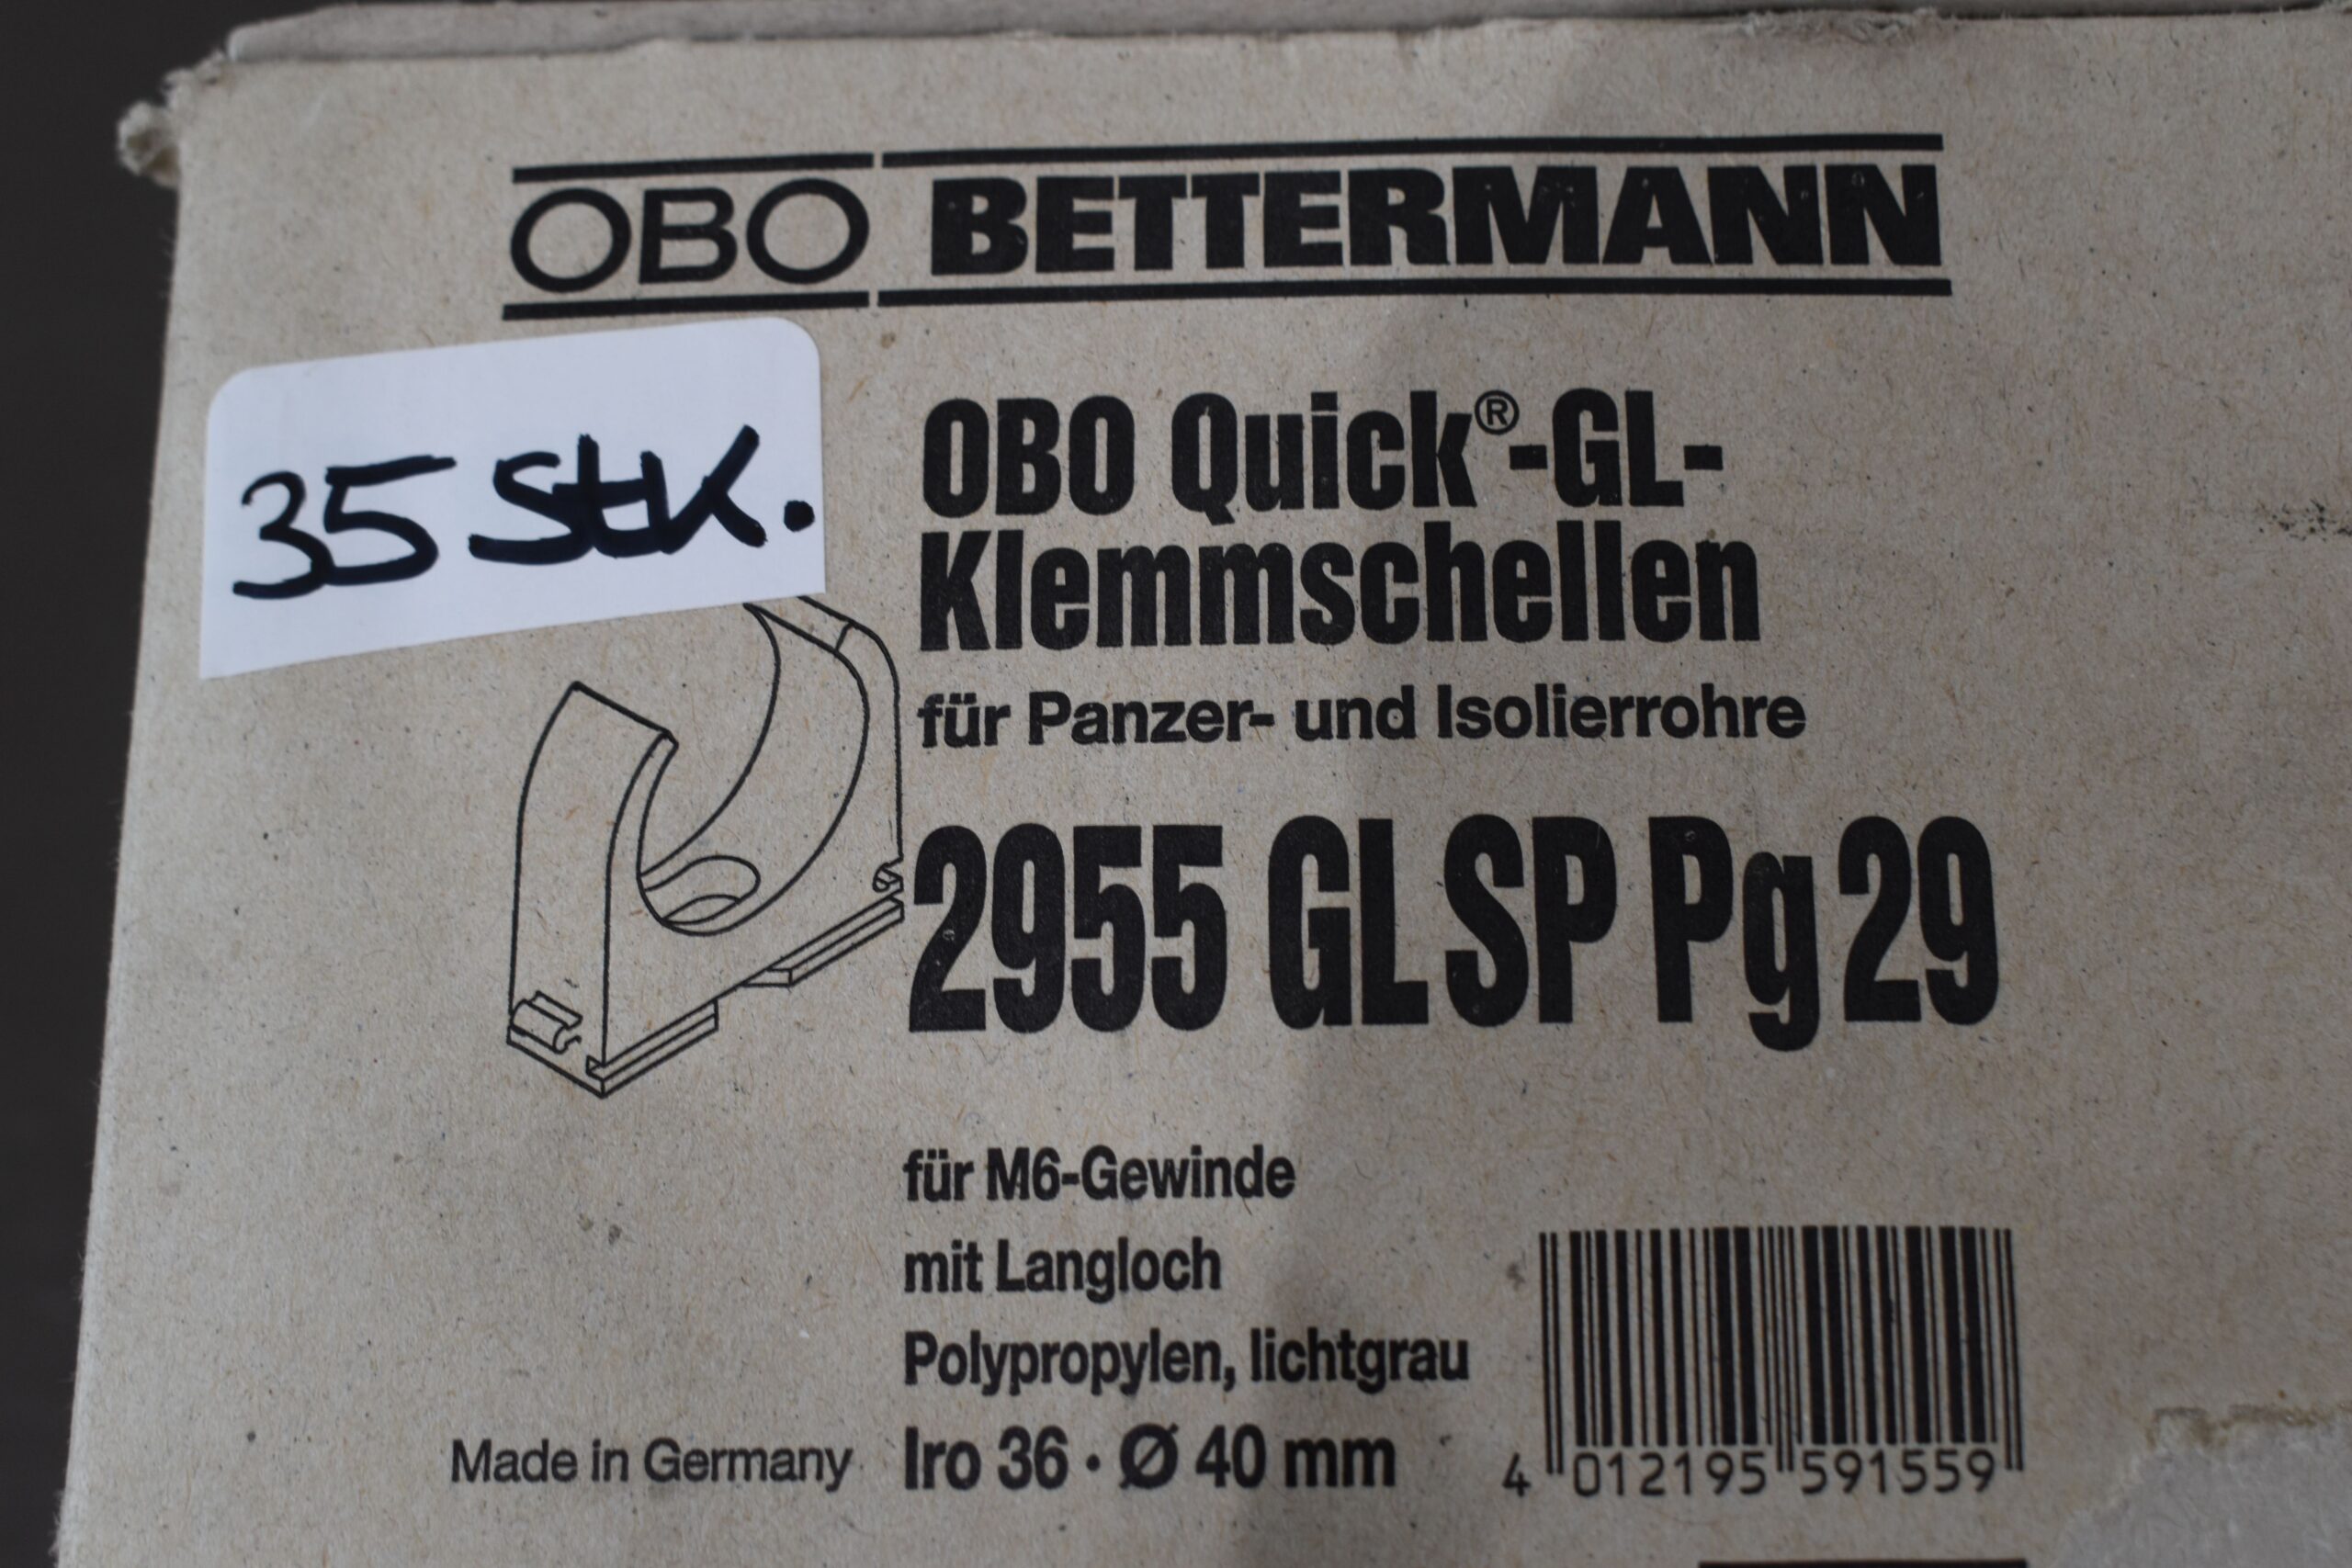 OBO BETTERMANN
35 Stk.
OBO Quick®-GL-
Klemmschellen
für Panzer- und Isolierrohre
2955 GL SP Pg 29
für M6-Gewinde
mit Langloch
Polypropylen, lichtgrau
Made in Germany
Iro 36 · Ø 40 mm
4 012195 591559